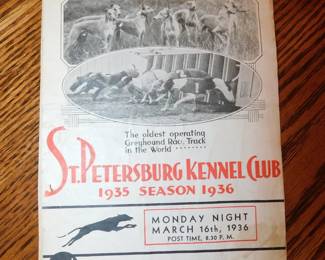 The oldest operating
Greyhound Race Track
in the World ........
ST. PETERSBURG KENNEL CLUB
1935 SEASON 1936
MONDAY NIGHT
MARCH 16th, 1936
POST TIME, 8.30 P. M.